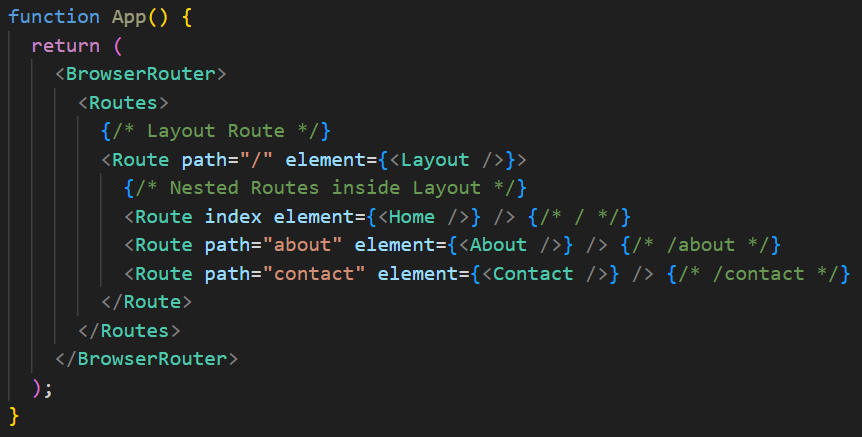 function App() {
  return (
    <BrowserRouter>
      <Routes>
        {/* Layout Route */}
        <Route path="/" element={<Layout />}>
          {/* Nested Routes inside Layout */}
          <Route index element={<Home />} /> {/* / */}
          <Route path="about" element={<About />} /> {/* /about */}
          <Route path="contact" element={<Contact />} /> {/* /contact */}
        </Route>
      </Routes>
    </BrowserRouter>
  );
}